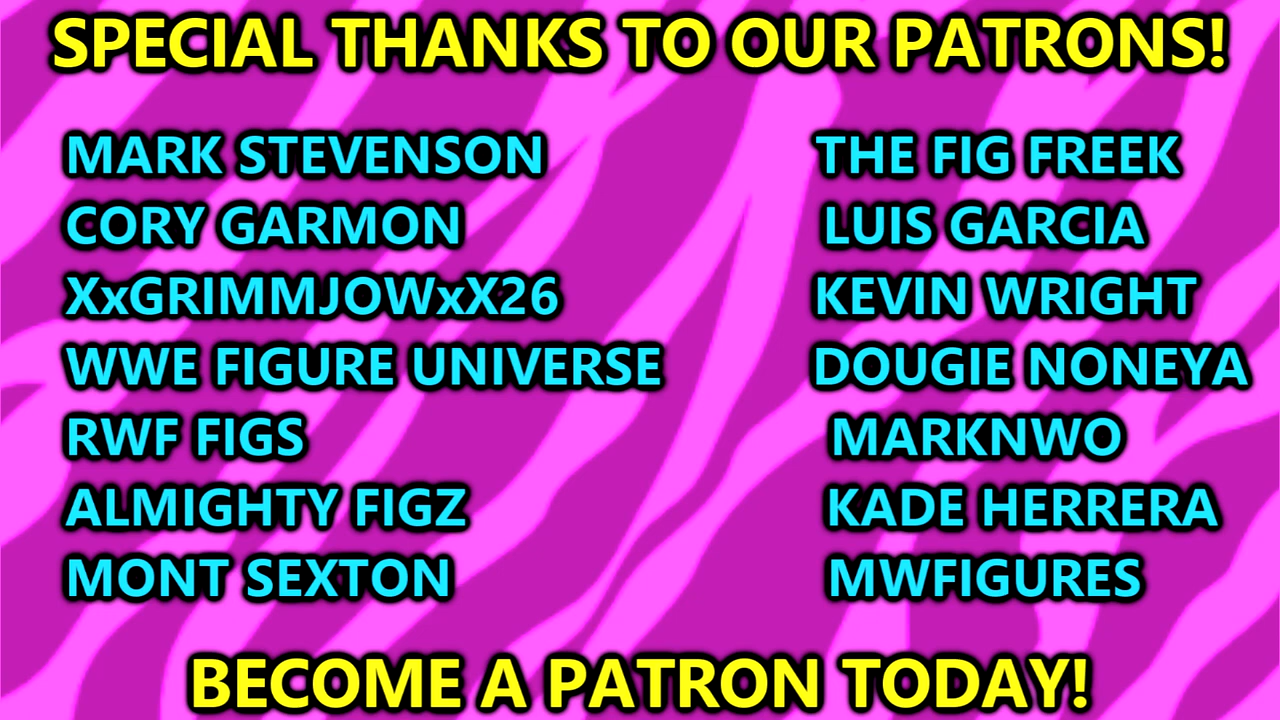 SPECIAL THANKS TO OUR PATRONS!
MARK STEVENSON
CORY GARMON
XxGRIMMJOWxX26
WWE FIGURE UNIVERSE
RWF FIGS
ALMIGHTY FIGZ
MONT SEXTON
THE FIG FREEK
LUIS GARCIA
KEVIN WRIGHT
DOUGIE NONEYA
MARKNWO
KADE HERRERA
MWFIGURES
BECOME A PATRON TODAY!